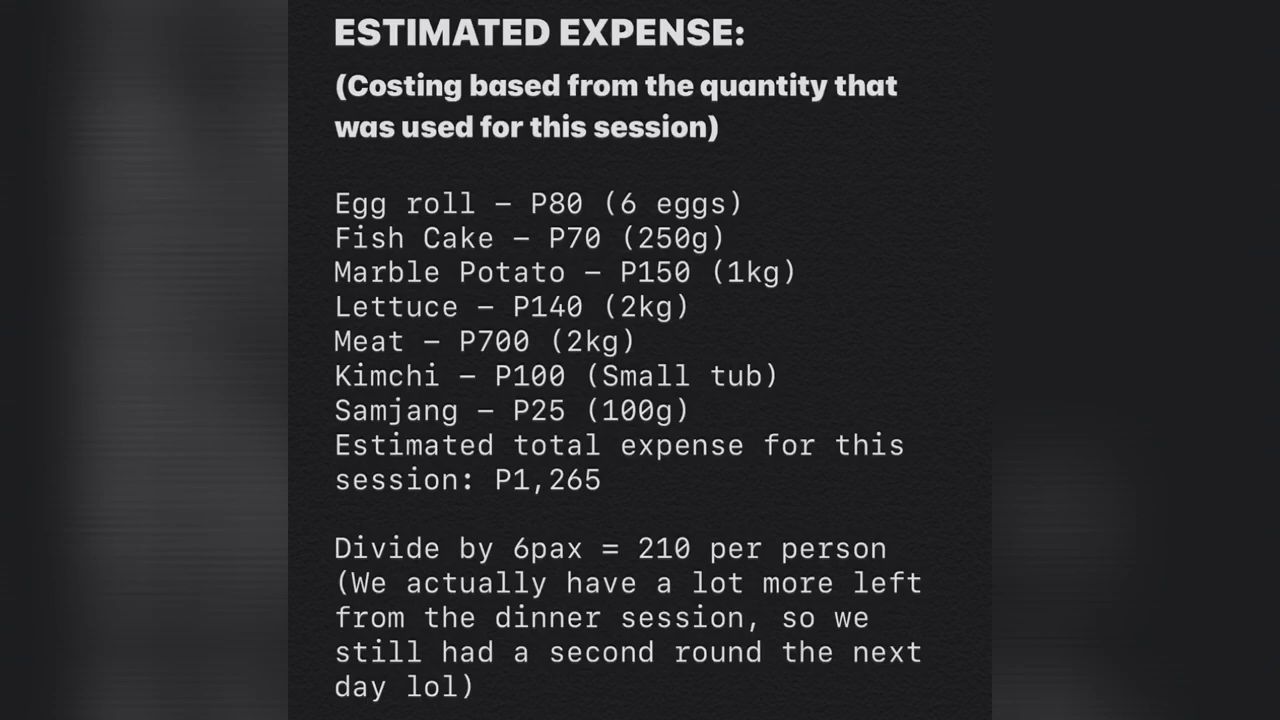 ESTIMATED EXPENSE:
(Costing based from the quantity that
was used for this session)
Egg roll – P80 (6 eggs)
Fish Cake – P70 (250g)
Marble Potato – P150 (1kg)
Lettuce – P140 (2kg)
Meat – P700 (2kg)
Kimchi – P100 (Small tub)
Samjang – P25 (100g)
Estimated total expense for this
session: P1,265
Divide by 6pax = 210 per person
(We actually have a lot more left
from the dinner session, so we
still had a second round the next
day lol)